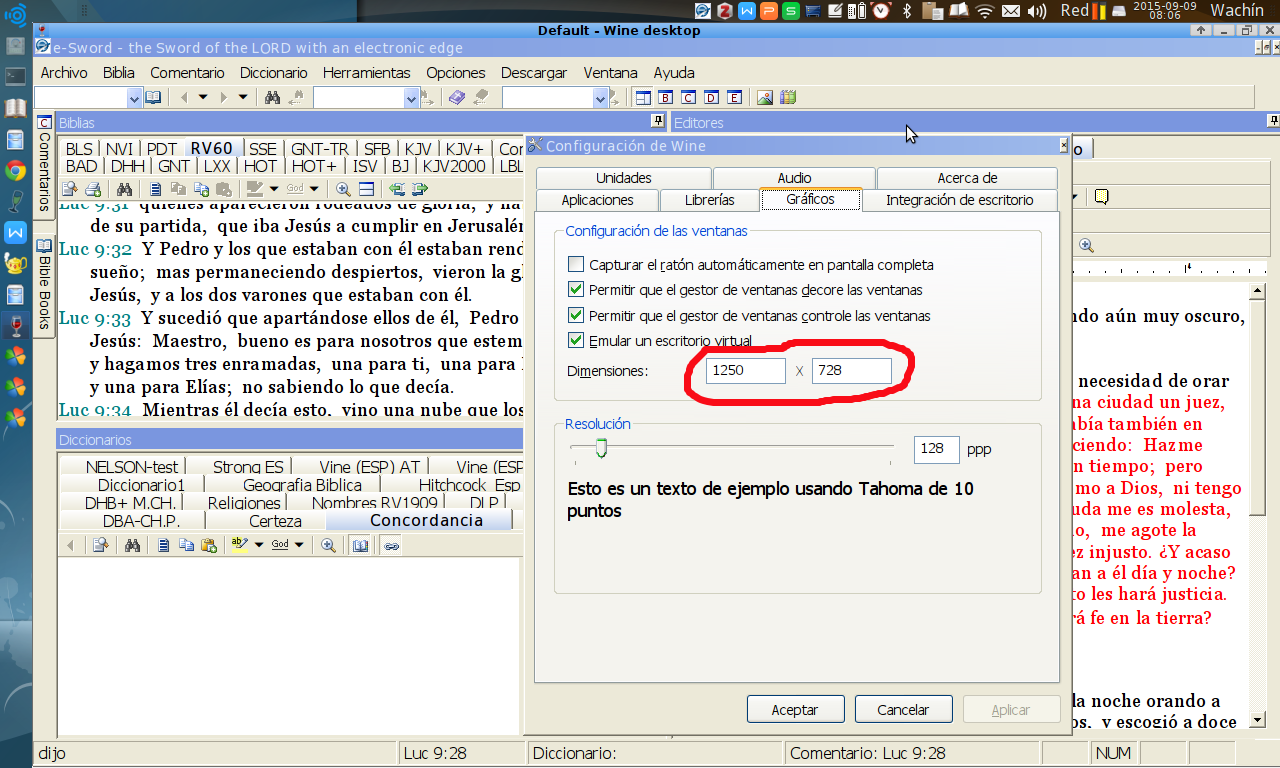 Red
2015-09-09
08:06
Wachín
Default - Wine desktop
e-Sword - the Sword of the LORD with an electronic edge
Archivo Biblia Comentario Diccionario Herramientas Opciones Descargar Ventana Ayuda
B C D E
Biblias
Editores
C Comentarios
Bible Books
BLS NVI PDT RV60 SSE GNT-TR SFB KJV KJV+ Cor
BAD DHH GNT LXX HOT HOT+ ISV BJ KJV2000 LBL
God
Luc 9:31 quienes aparecieron rodeados de gloria, y ha
de su partida, que iba Jesús a cumplir en Jerusalén
Luc 9:32 Y Pedro y los que estaban con él estaban rend
sueño; mas permaneciendo despiertos, vieron la gl
Jesús, y a los dos varones que estaban con él.
Luc 9:33 Y sucedió que apartándose ellos de él, Pedro
Jesús: Maestro, bueno es para nosotros que estem
y hagamos tres enramadas, una para ti, una para
y una para Elías; no sabiendo lo que decía.
Luc 9:34 Mientras él decía esto, vino una nube que los
Diccionarios
NELSON-test Strong ES Vine (ESP) AT Vine (ESP
Diccionario1 Geografia Biblica Hitchcock Esp
DHB+ M.CH. Religiones Nombres RV1909 DLP
DBA-CH.P. Certeza Concordancia
ab God
Configuración de Wine
Unidades Audio Acerca de
Aplicaciones Librerías Gráficos Integración de escritorio
Configuración de las ventanas
Capturar el ratón automáticamente en pantalla completa
Permitir que el gestor de ventanas decore las ventanas
Permitir que el gestor de ventanas controle las ventanas
Emular un escritorio virtual
Dimensiones: 1250 X 728
Resolución
128 ppp
Esto es un texto de ejemplo usando Tahoma de 10
puntos
Aceptar Cancelar Aplicar
o
4
ndo aún muy oscuro,
necesidad de orar
na ciudad un juez,
abía también en
ciendo: Hazme
n tiempo; pero
mo a Dios, ni tengo
uda me es molesta,
o, me agote la
ez injusto. ¿Y acaso
an a él día y noche?
to les hará justicia.
rá fe en la tierra?
la noche orando a
os, y escogió a doce
dijo Luc 9:28 Diccionario: Comentario: Luc 9:28 NUM